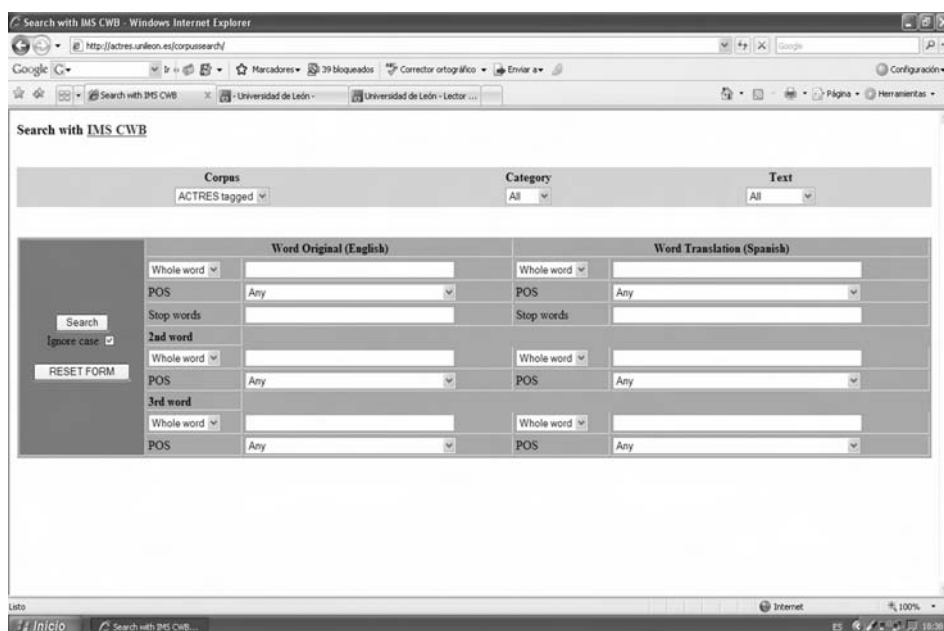 Search with IMS CWB - Windows Internet Explorer
http://actres.unileon.es/corpussearch/
Google
Google G Ir Marcadores 39 bloqueados Corrector ortográfico Enviar a Configuración
Search with IMS CWB X - Universidad de León - Universidad de León - Lector ... Página Herramientas
Search with IMS CWB
Corpus Category Text
ACTRES tagged All All
Word Original (English) Word Translation (Spanish)
Whole word Whole word
POS Any POS Any
Search Stop words Stop words
Ignore case 2nd word
Whole word Whole word
RESET FORM POS Any POS Any
3rd word
Whole word Whole word
POS Any POS Any
Listo Internet 100%
Inicio Search with IMS CWB... ES 18:38